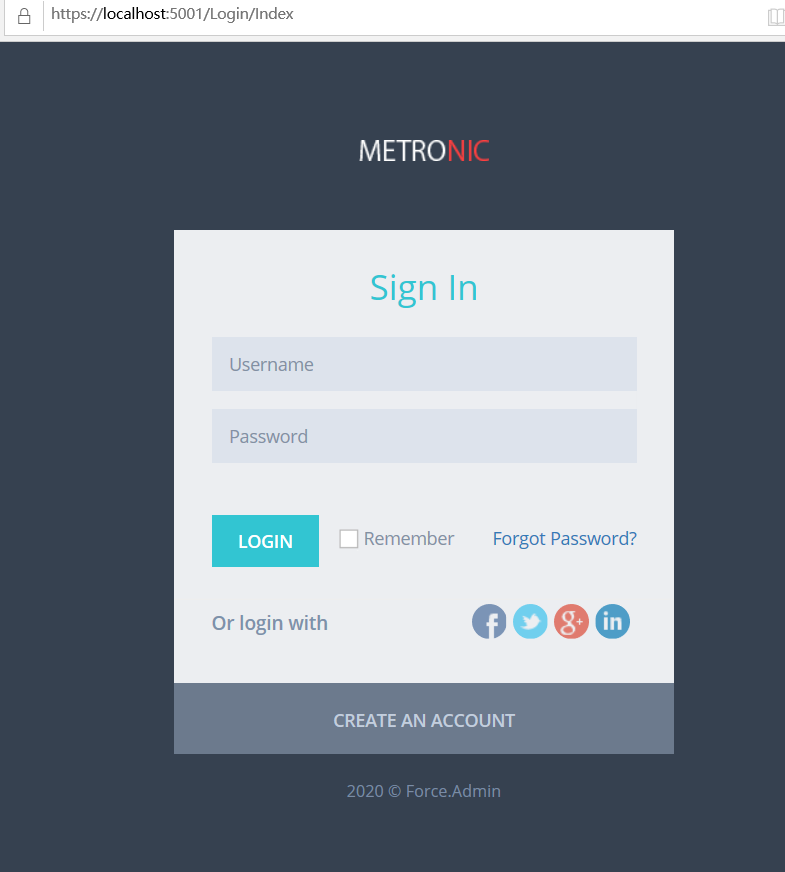 https://localhost:5001/Login/Index
METRONIC
Sign In
Username
Password
LOGIN
Remember
Forgot Password?
Or login with
f
g+
in
CREATE AN ACCOUNT
2020 © Force.Admin